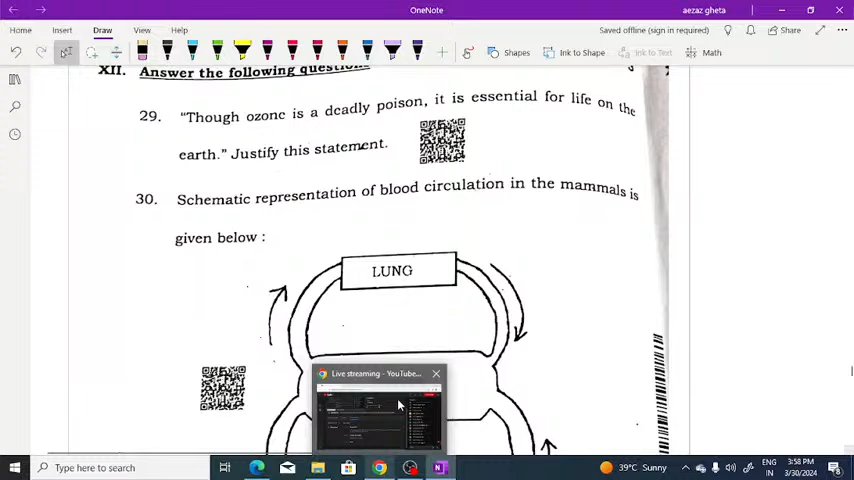 OneNote
aezaz gheta
Home
Insert
Draw
View
Help
Saved offline (sign in required)
Share
Shapes
Ink to Shape
Ink to Text
Math
XII. Answer the following question
29. "Though ozone is a deadly poison, it is essential for life on the
earth." Justify this statement.
30. Schematic representation of blood circulation in the mammals is
given below :
LUNG
Live streaming - YouTube...
Type here to search
39°C Sunny
ENG
IN
3:58 PM
3/30/2024